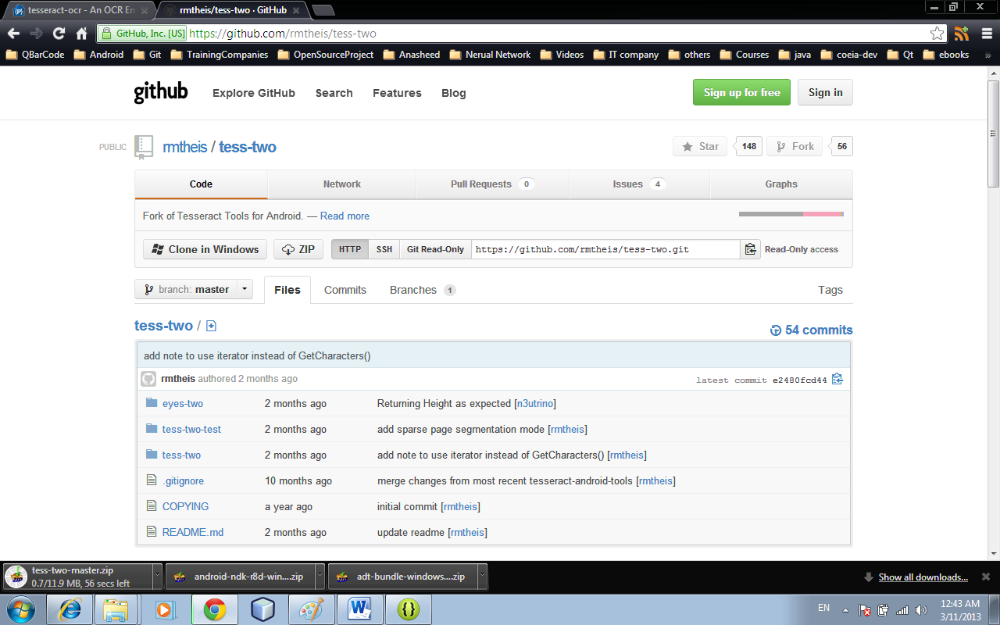 tesseract-ocr - An OCR En
rmtheis/tess-two · GitHub
GitHub, Inc. [US] https://github.com/rmtheis/tess-two
QBarCode Android Git TrainingCompanies OpenSourceProject Anasheed Nerual Network Videos IT company others Courses java coeia-dev Qt ebooks »
github Explore GitHub Search Features Blog Sign up for free Sign in
PUBLIC rmtheis / tess-two Star 148 Fork 56
Code Network Pull Requests 0 Issues 4 Graphs
Fork of Tesseract Tools for Android. — Read more
Clone in Windows ZIP HTTP SSH Git Read-Only https://github.com/rmtheis/tess-two.git Read-Only access
branch: master Files Commits Branches 1 Tags
tess-two / 54 commits
add note to use iterator instead of GetCharacters()
rmtheis authored 2 months ago latest commit e2480fcd44
eyes-two 2 months ago Returning Height as expected [n3utrino]
tess-two-test 2 months ago add sparse page segmentation mode [rmtheis]
tess-two 2 months ago add note to use iterator instead of GetCharacters() [rmtheis]
.gitignore 10 months ago merge changes from most recent tesseract-android-tools [rmtheis]
COPYING a year ago initial commit [rmtheis]
README.md 2 months ago update readme [rmtheis]
tess-two-master.zip
0.7/11.9 MB, 56 secs left
android-ndk-r8d-win....zip
adt-bundle-windows....zip
Show all downloads...
EN
12:43 AM
3/11/2013